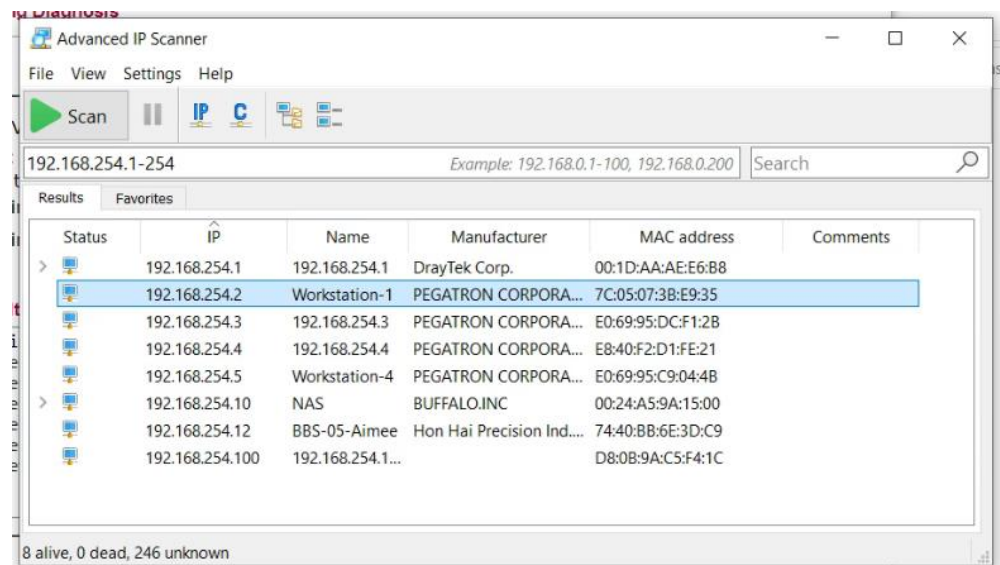 ng Diagnosis
Advanced IP Scanner
File View Settings Help
Scan IP C
192.168.254.1-254 Example: 192.168.0.1-100, 192.168.0.200 Search
Results Favorites
Status IP Name Manufacturer MAC address Comments
192.168.254.1 192.168.254.1 DrayTek Corp. 00:1D:AA:AE:E6:B8
192.168.254.2 Workstation-1 PEGATRON CORPORA... 7C:05:07:3B:E9:35
192.168.254.3 192.168.254.3 PEGATRON CORPORA... E0:69:95:DC:F1:2B
192.168.254.4 192.168.254.4 PEGATRON CORPORA... E8:40:F2:D1:FE:21
192.168.254.5 Workstation-4 PEGATRON CORPORA... E0:69:95:C9:04:4B
192.168.254.10 NAS BUFFALO.INC 00:24:A5:9A:15:00
192.168.254.12 BBS-05-Aimee Hon Hai Precision Ind.... 74:40:BB:6E:3D:C9
192.168.254.100 192.168.254.1... D8:0B:9A:C5:F4:1C
8 alive, 0 dead, 246 unknown